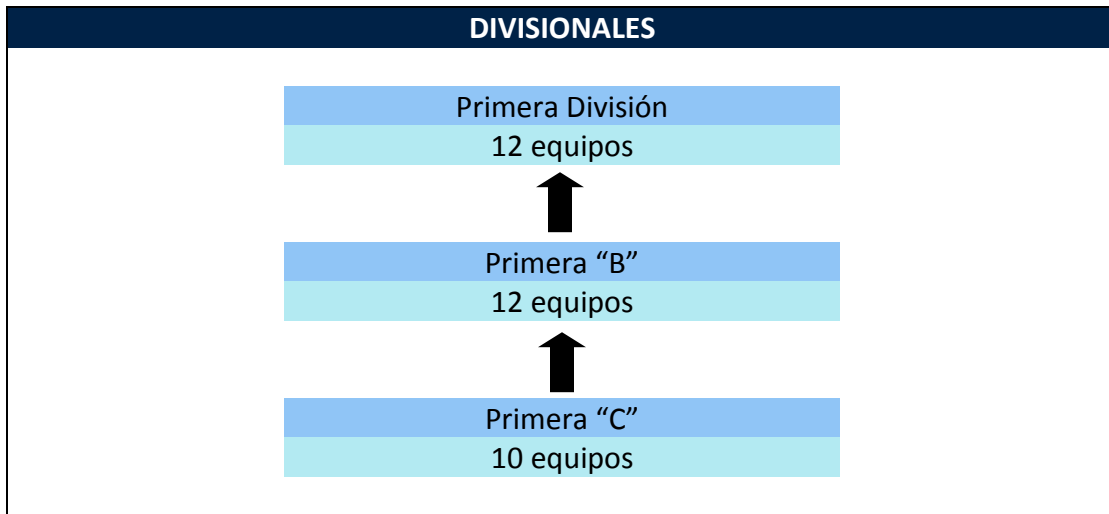 DIVISIONALES
Primera División
12 equipos
Primera “B”
12 equipos
Primera “C”
10 equipos